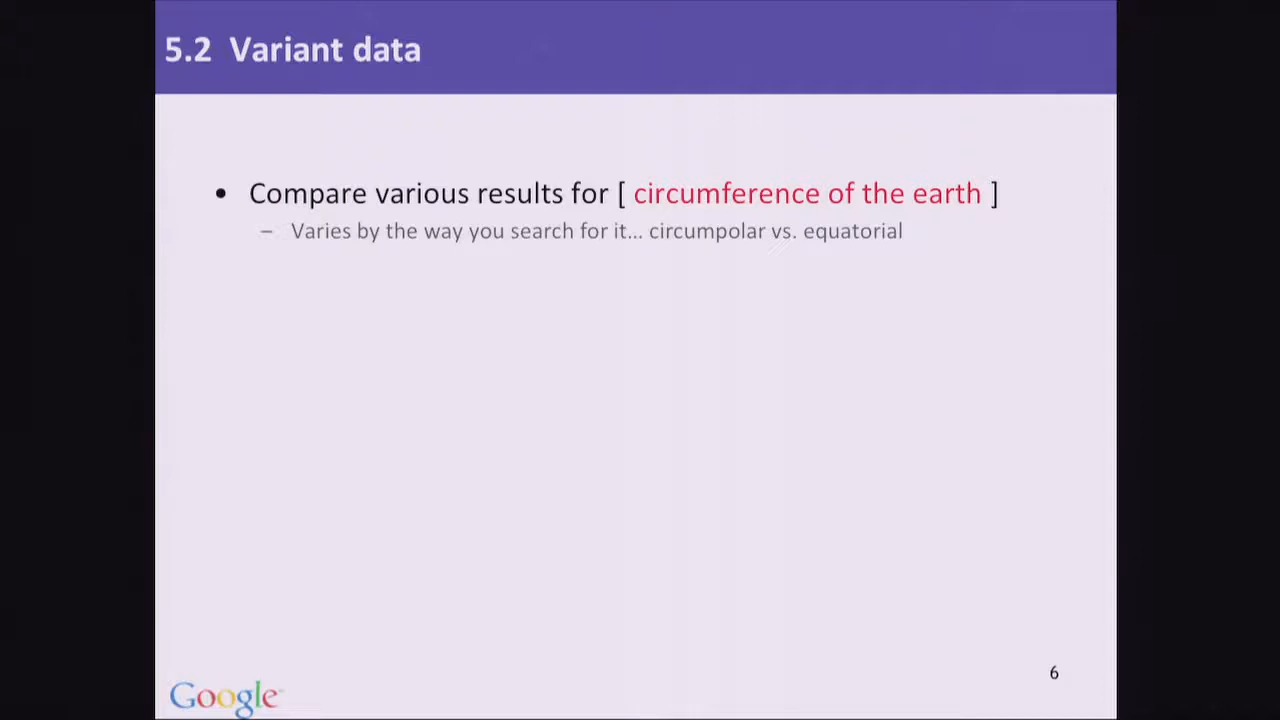 5.2 Variant data
• Compare various results for [ circumference of the earth ]
– Varies by the way you search for it… circumpolar vs. equatorial
6
Google